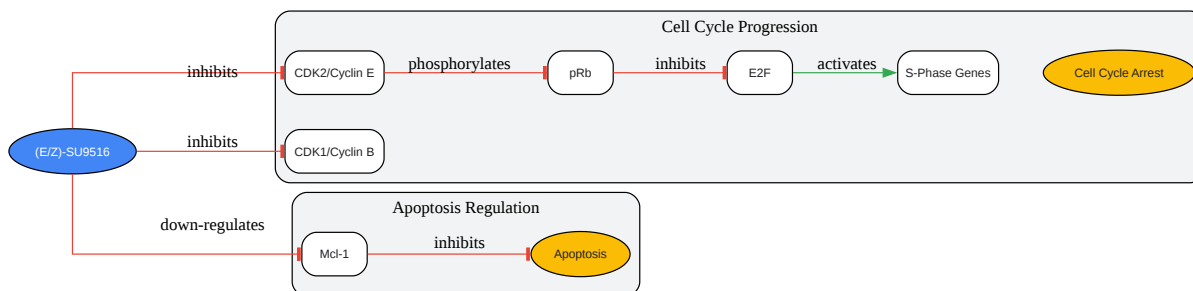 Cell Cycle Progression
inhibits
CDK2/Cyclin E
phosphorylates
pRb
inhibits
E2F
activates
S-Phase Genes
Cell Cycle Arrest
(E/Z)-SU9516
inhibits
CDK1/Cyclin B
Apoptosis Regulation
down-regulates
Mcl-1
inhibits
Apoptosis